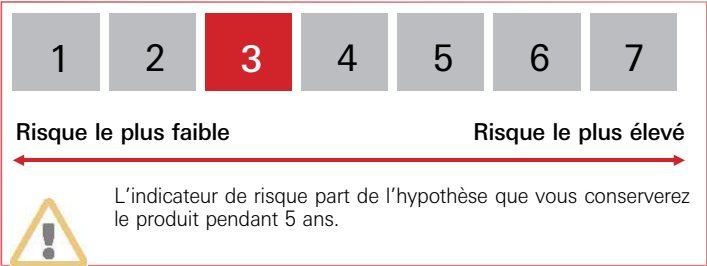 1 2 3 4 5 6 7
Risque le plus faible Risque le plus élevé
L'indicateur de risque part de l'hypothèse que vous conserverez
le produit pendant 5 ans.